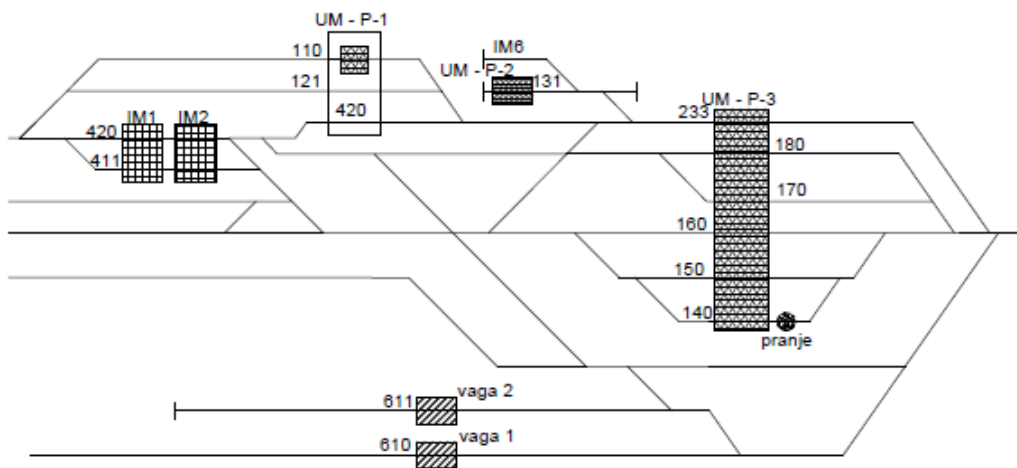 UM - P-1
110
IM6
UM - P-2
131
121
420
UM - P-3
233
IM1
IM2
420
411
180
170
160
150
140
pranje
vaga 2
611
vaga 1
610